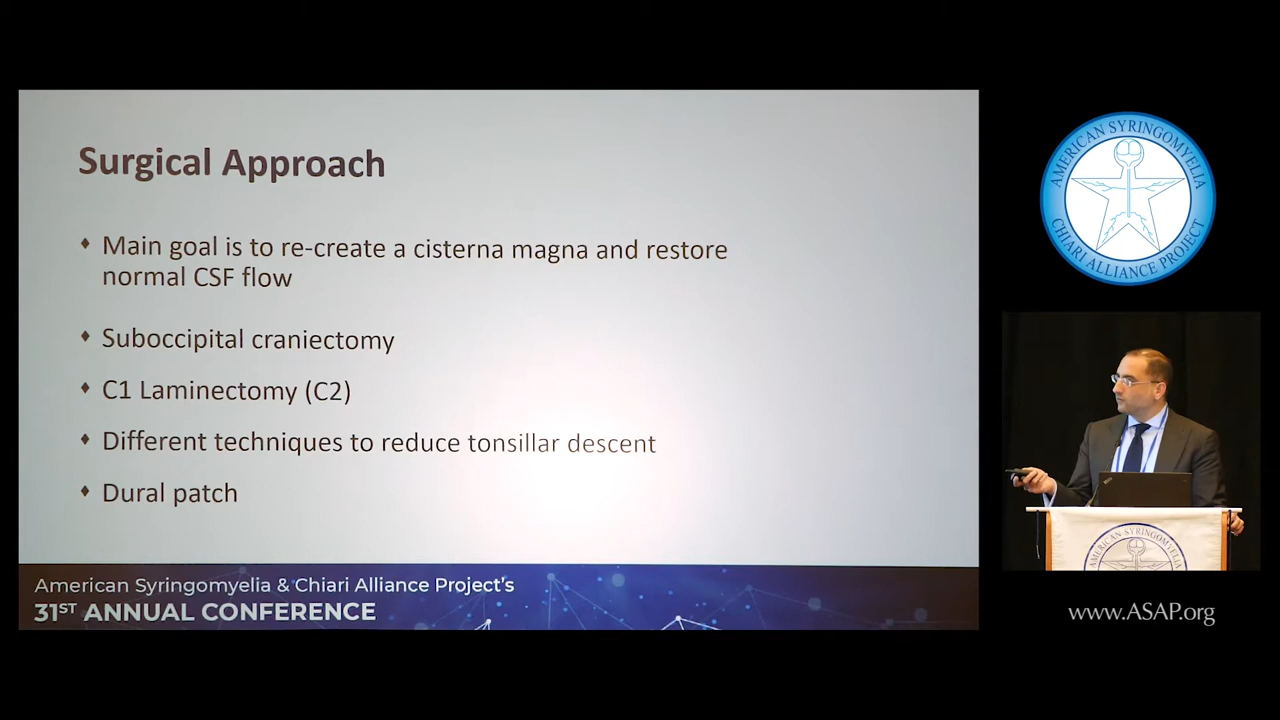 Surgical Approach
♦ Main goal is to re-create a cisterna magna and restore
normal CSF flow
♦ Suboccipital craniectomy
♦ C1 Laminectomy (C2)
♦ Different techniques to reduce tonsillar descent
♦ Dural patch
American Syringomyelia & Chiari Alliance Project's
31ST ANNUAL CONFERENCE
AMERICAN SYRINGOMYELIA
CHIARI ALLIANCE PROJECT
AMERICAN SYRINGOMYELIA
www.ASAP.org